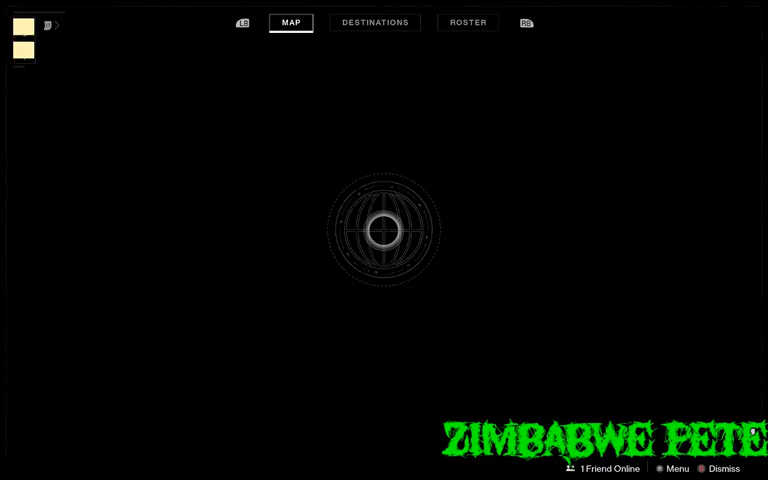 LB MAP DESTINATIONS ROSTER RB
ZIMBABWE PETE
1 Friend Online Menu Dismiss